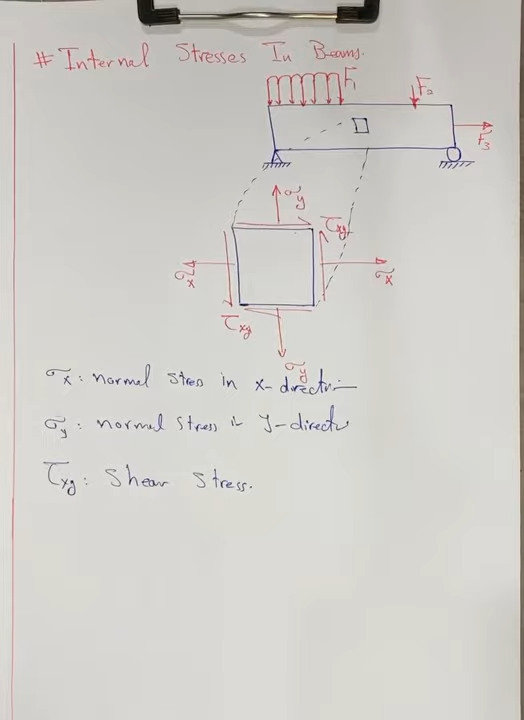 # Internal Stresses In Beams.
F1
F2
F3
σy
τxy
σx
σx
τxy
σy
σx: normal stress in x-direction
σy: normal stress in y-direction
τxy: Shear stress.